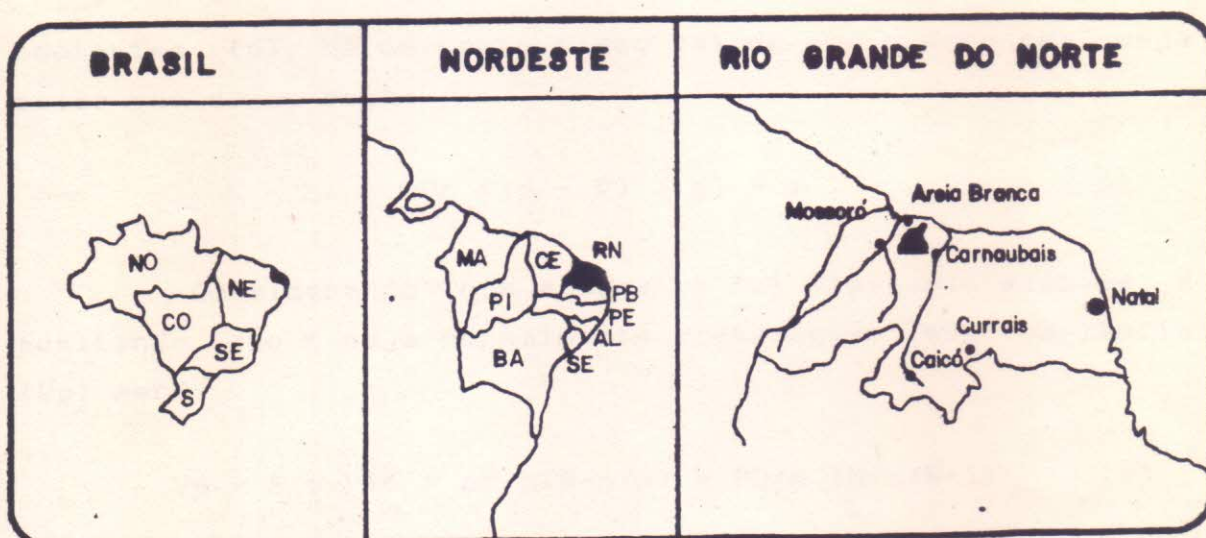 BRASIL
NORDESTE
RIO GRANDE DO NORTE
NO
NE
CO
SE
S
MA
CE
RN
PI
PB
PE
AL
SE
BA
Areia Branca
Mossoró
Carnaubais
Natal
Currais
Caicó